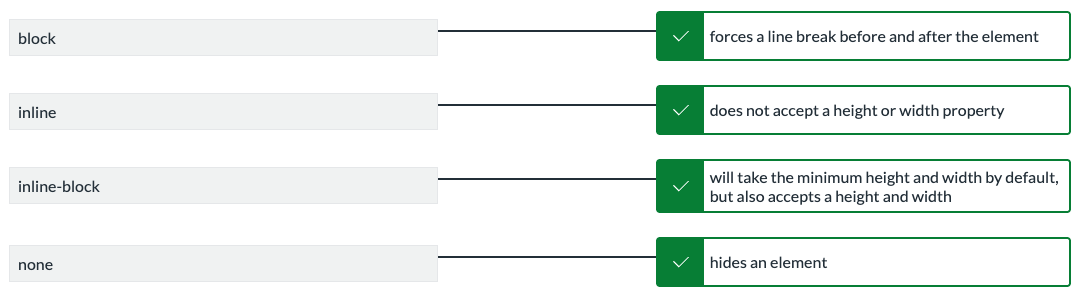 block
forces a line break before and after the element
inline
does not accept a height or width property
inline-block
will take the minimum height and width by default,
but also accepts a height and width
none
hides an element